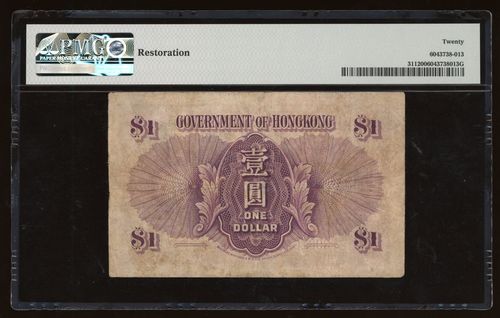 PMG
PAPER MONEY GUARANTY
Restoration
Twenty
6043738-013
3112006043738013G
GOVERNMENT OF HONGKONG
$1
$1
壹
圓
ONE
DOLLAR
$1
$1